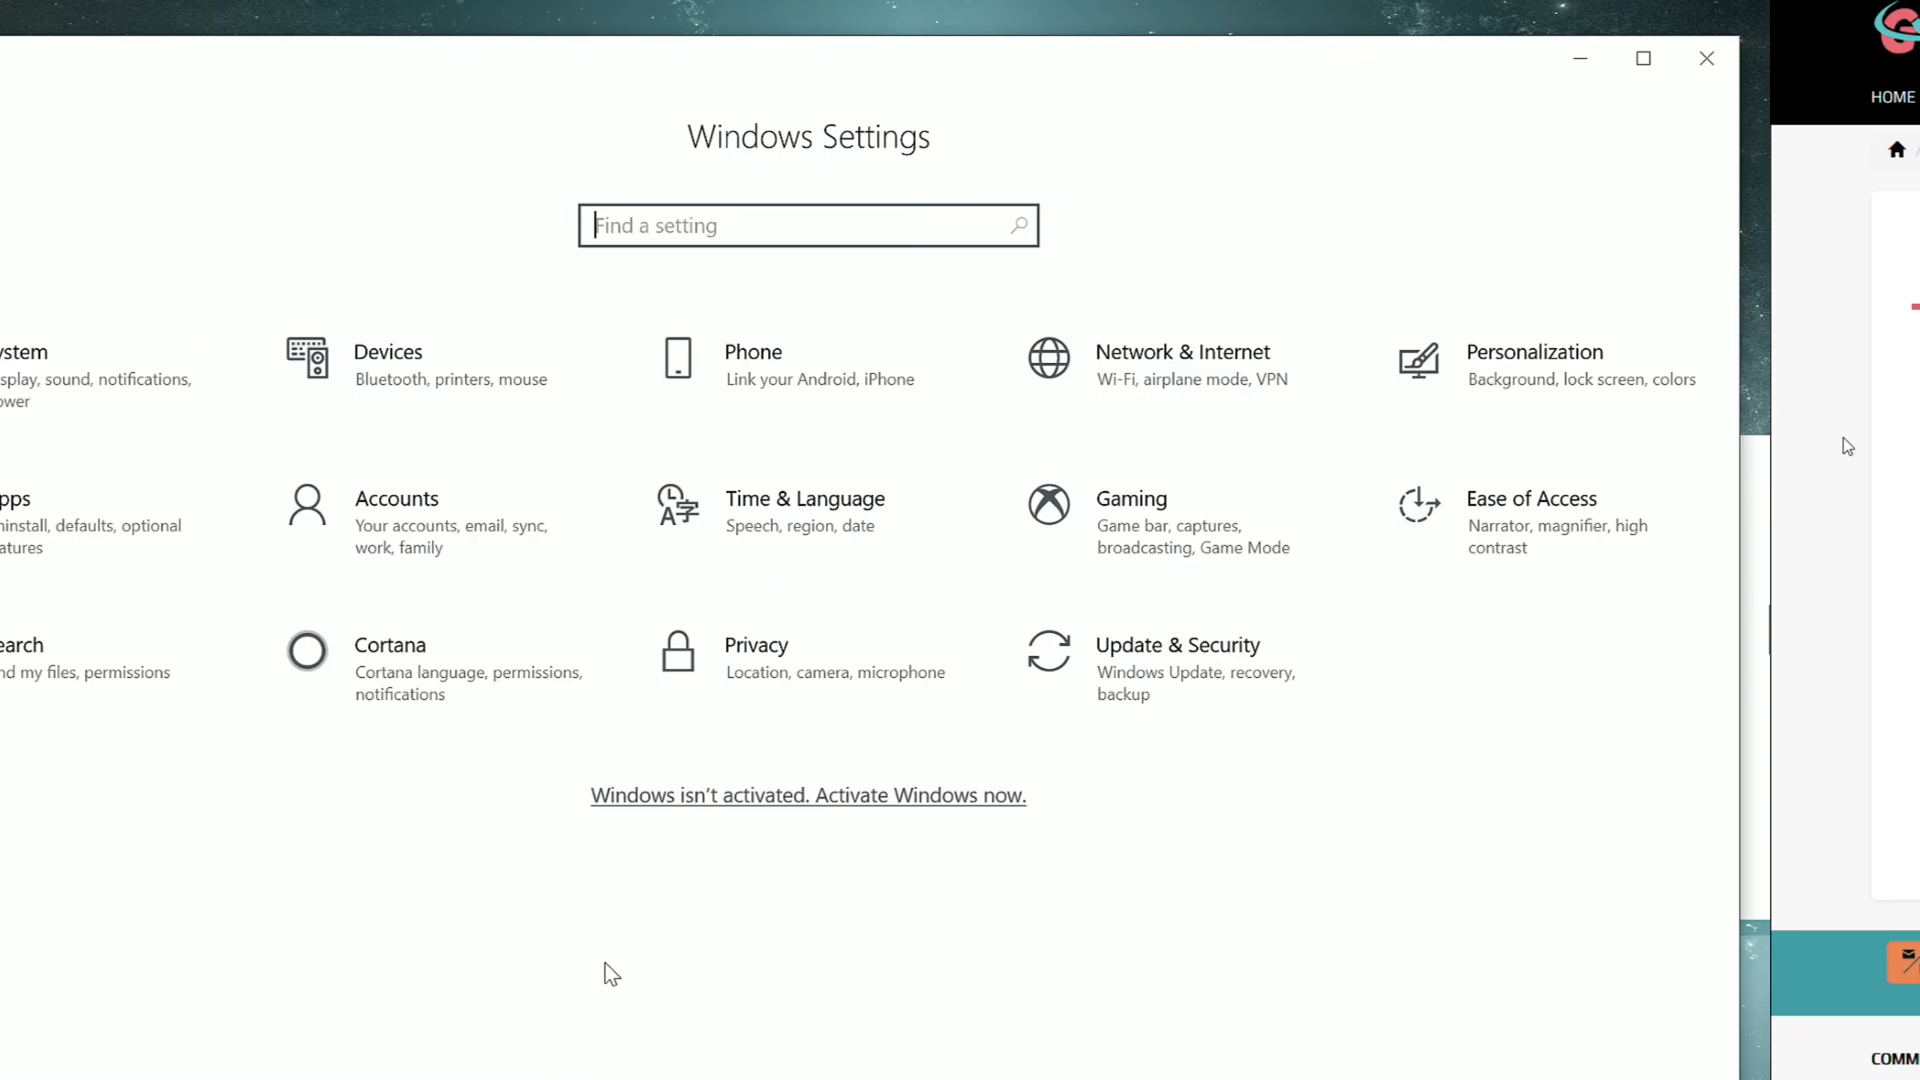 HOME
Windows Settings
Find a setting
ystem
splay, sound, notifications,
ower
Devices
Bluetooth, printers, mouse
Phone
Link your Android, iPhone
Network & Internet
Wi-Fi, airplane mode, VPN
Personalization
Background, lock screen, colors
pps
ninstall, defaults, optional
atures
Accounts
Your accounts, email, sync,
work, family
Time & Language
Speech, region, date
Gaming
Game bar, captures,
broadcasting, Game Mode
Ease of Access
Narrator, magnifier, high
contrast
earch
nd my files, permissions
Cortana
Cortana language, permissions,
notifications
Privacy
Location, camera, microphone
Update & Security
Windows Update, recovery,
backup
Windows isn't activated. Activate Windows now.
COMM